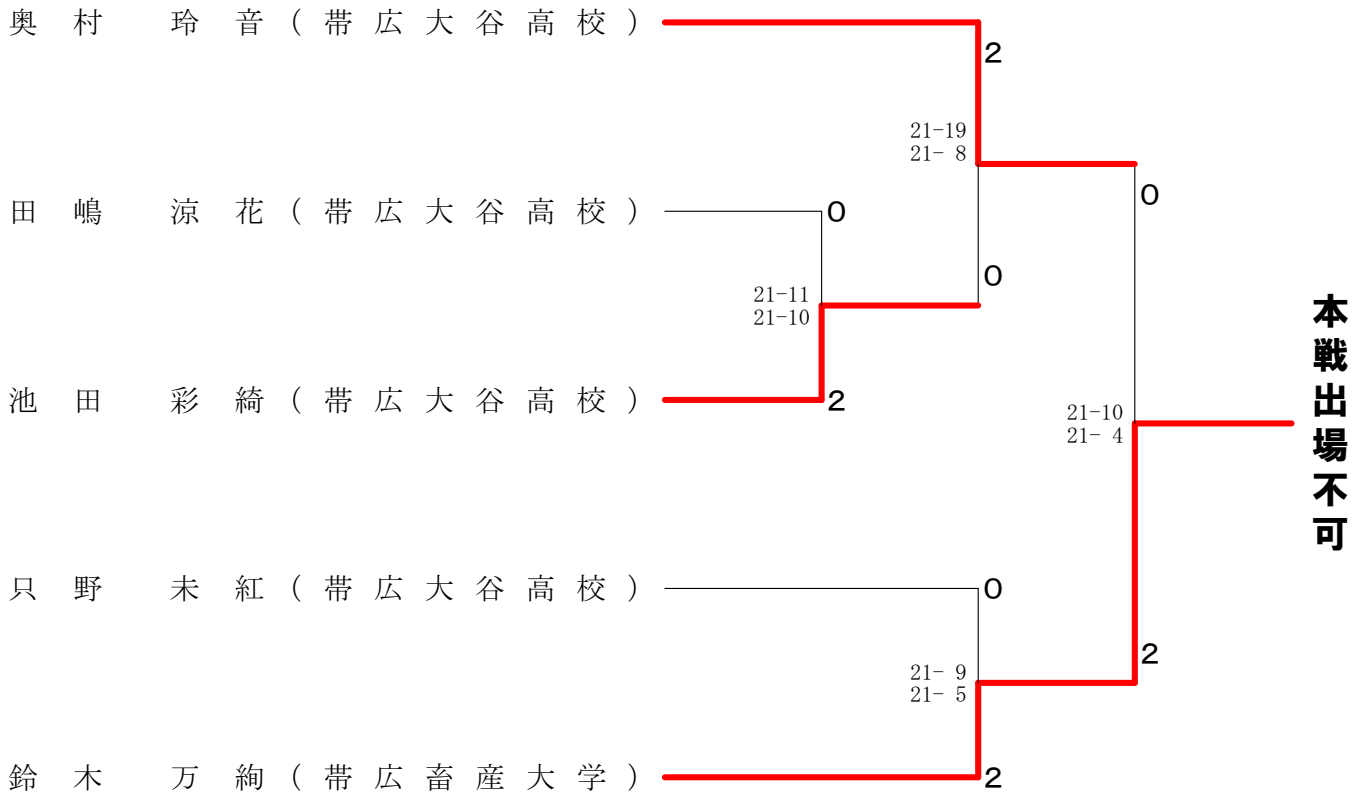 奥村 玲音(帯広大谷高校)
2
21-19
21- 8
0
田嶋 涼花(帯広大谷高校)
0
0
21-11
21-10
池田 彩綺(帯広大谷高校)
2
21-10
21- 4
本戦出場不可
只野 未紅(帯広大谷高校)
0
21- 9
21- 5
2
鈴木 万絢(帯広畜産大学)
2